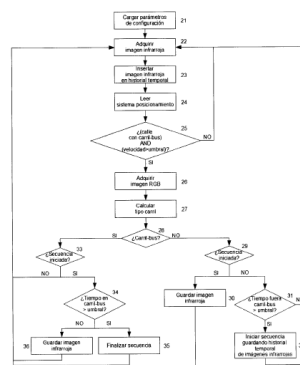 Cargar parámetros
de configuración
21
Adquirir
imagen infrarroja
22
Insertar
imagen infrarroja
en historial temporal
23
Leer
sistema posicionamiento
24
25
¿(calle
con carril-bus)
AND
(velocidad>umbral)?
NO
SI
Adquirir
imagen RGB
26
Calcular
tipo carril
27
28
¿Carril-bus?
SI
NO
33
¿Secuencia
iniciada?
NO
SI
29
¿Secuencia
iniciada?
NO
SI
34
¿Tiempo en
carril-bus
> umbral?
NO
SI
Guardar imagen
infrarroja
30
¿Tiempo fuera
carril-bus
> umbral?
31
NO
SI
36
Guardar imagen
infrarroja
Finalizar secuencia
35
Iniciar secuencia
guardando historial
temporal
de imágenes infrarrojas